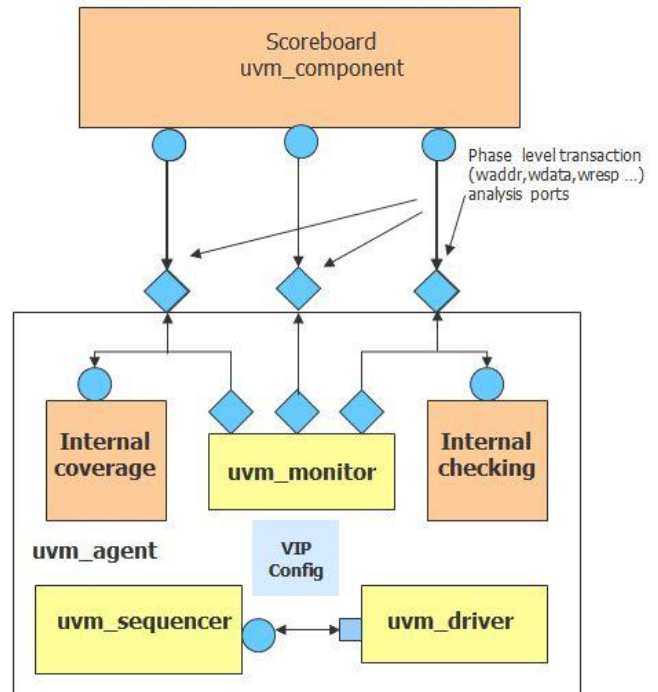 Scoreboard
uvm_component
Phase level transaction
(waddr,wdata,wresp ...)
analysis ports
Internal
coverage
uvm_monitor
Internal
checking
uvm_agent
VIP
Config
uvm_sequencer
uvm_driver